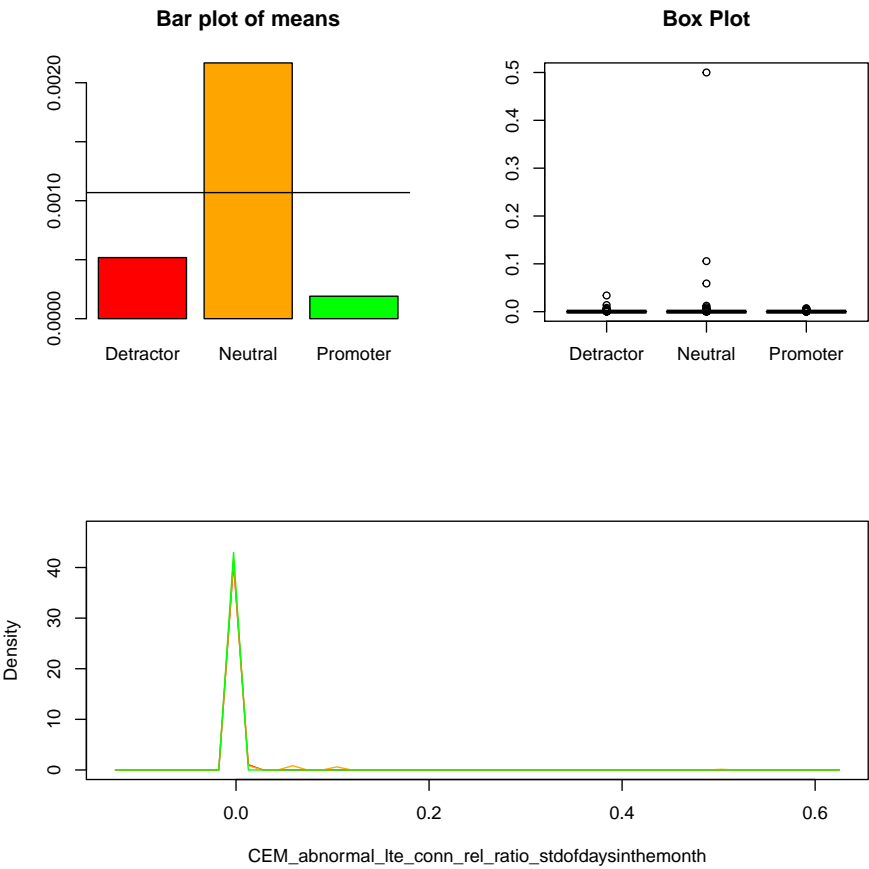 Bar plot of means
0.0000 0.0010 0.0020
Detractor Neutral Promoter
Box Plot
0.0 0.1 0.2 0.3 0.4 0.5
Detractor Neutral Promoter
Density
0 10 20 30 40
0.0 0.2 0.4 0.6
CEM_abnormal_lte_conn_rel_ratio_stdofdaysinthemonth